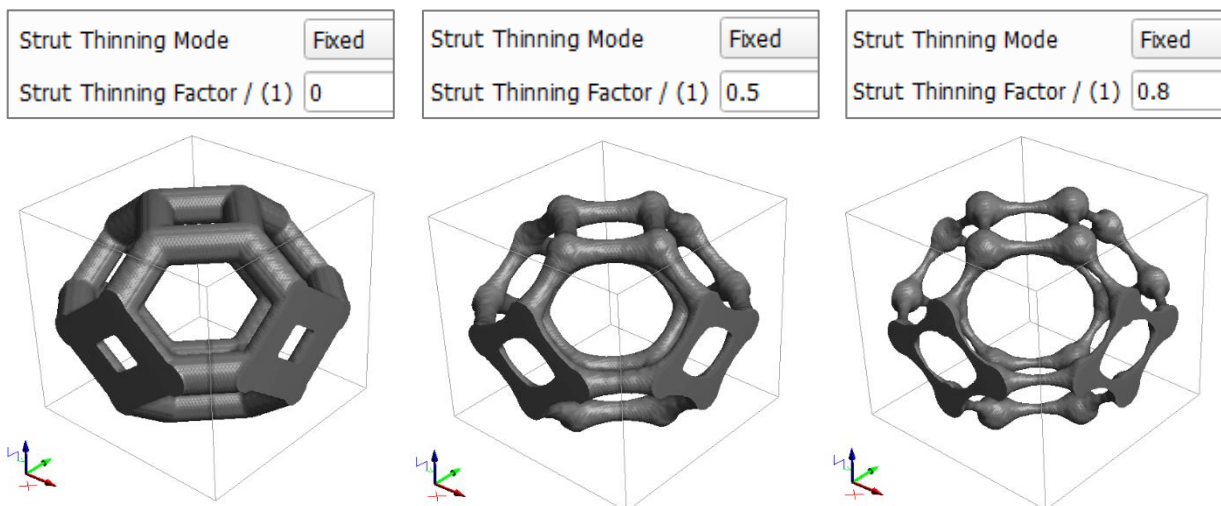 Strut Thinning Mode Fixed
Strut Thinning Factor / (1) 0
Strut Thinning Mode Fixed
Strut Thinning Factor / (1) 0.5
Strut Thinning Mode Fixed
Strut Thinning Factor / (1) 0.8
Z
X
Z
X
Z
X